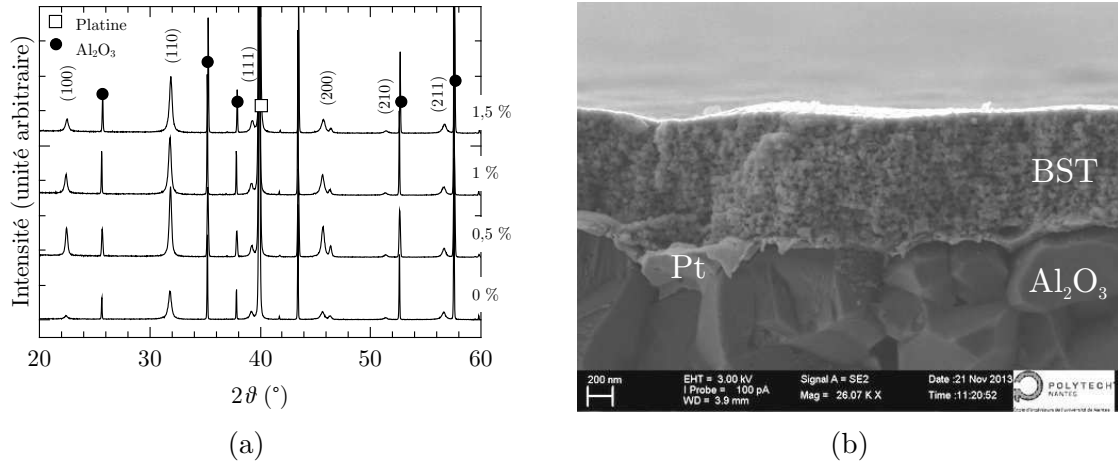 Platine
Al₂O₃
(100)
(110)
(111)
(200)
(210)
(211)
1,5 %
1 %
0,5 %
0 %
Intensité (unité arbitraire)
20 30 40 50 60
2ϑ (°)
(a)
BST
Pt
Al₂O₃
200 nm
EHT = 3.00 kV
I Probe = 100 pA
WD = 3.9 mm
Signal A = SE2
Mag = 26.07 K X
Date :21 Nov 2013
Time :11:20:52
POLYTECH
NANTES
(b)